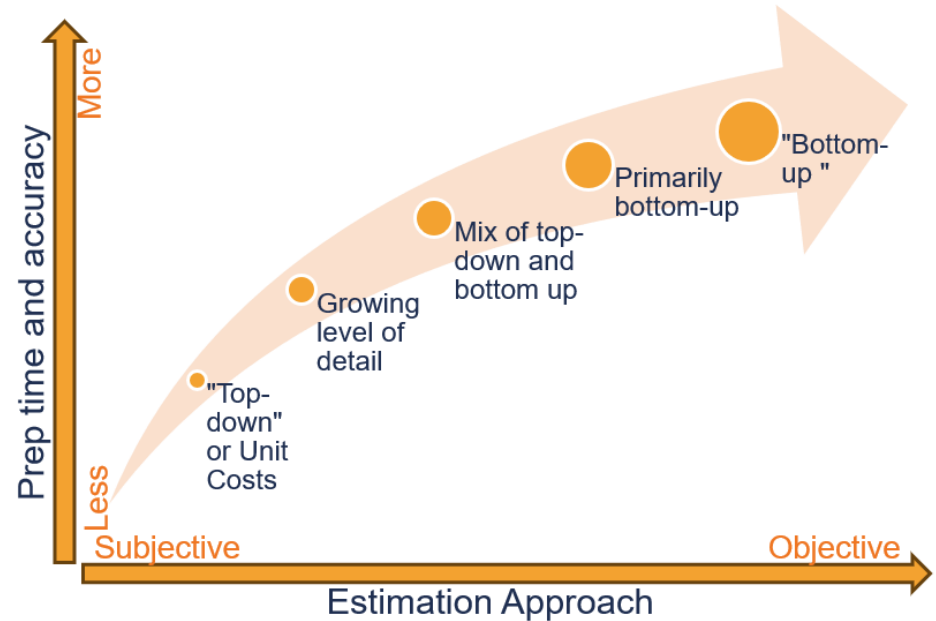 More
Prep time and accuracy
Less
"Bottom-
up "
Primarily
bottom-up
Mix of top-
down and
bottom up
Growing
level of
detail
"Top-
down"
or Unit
Costs
Subjective
Objective
Estimation Approach